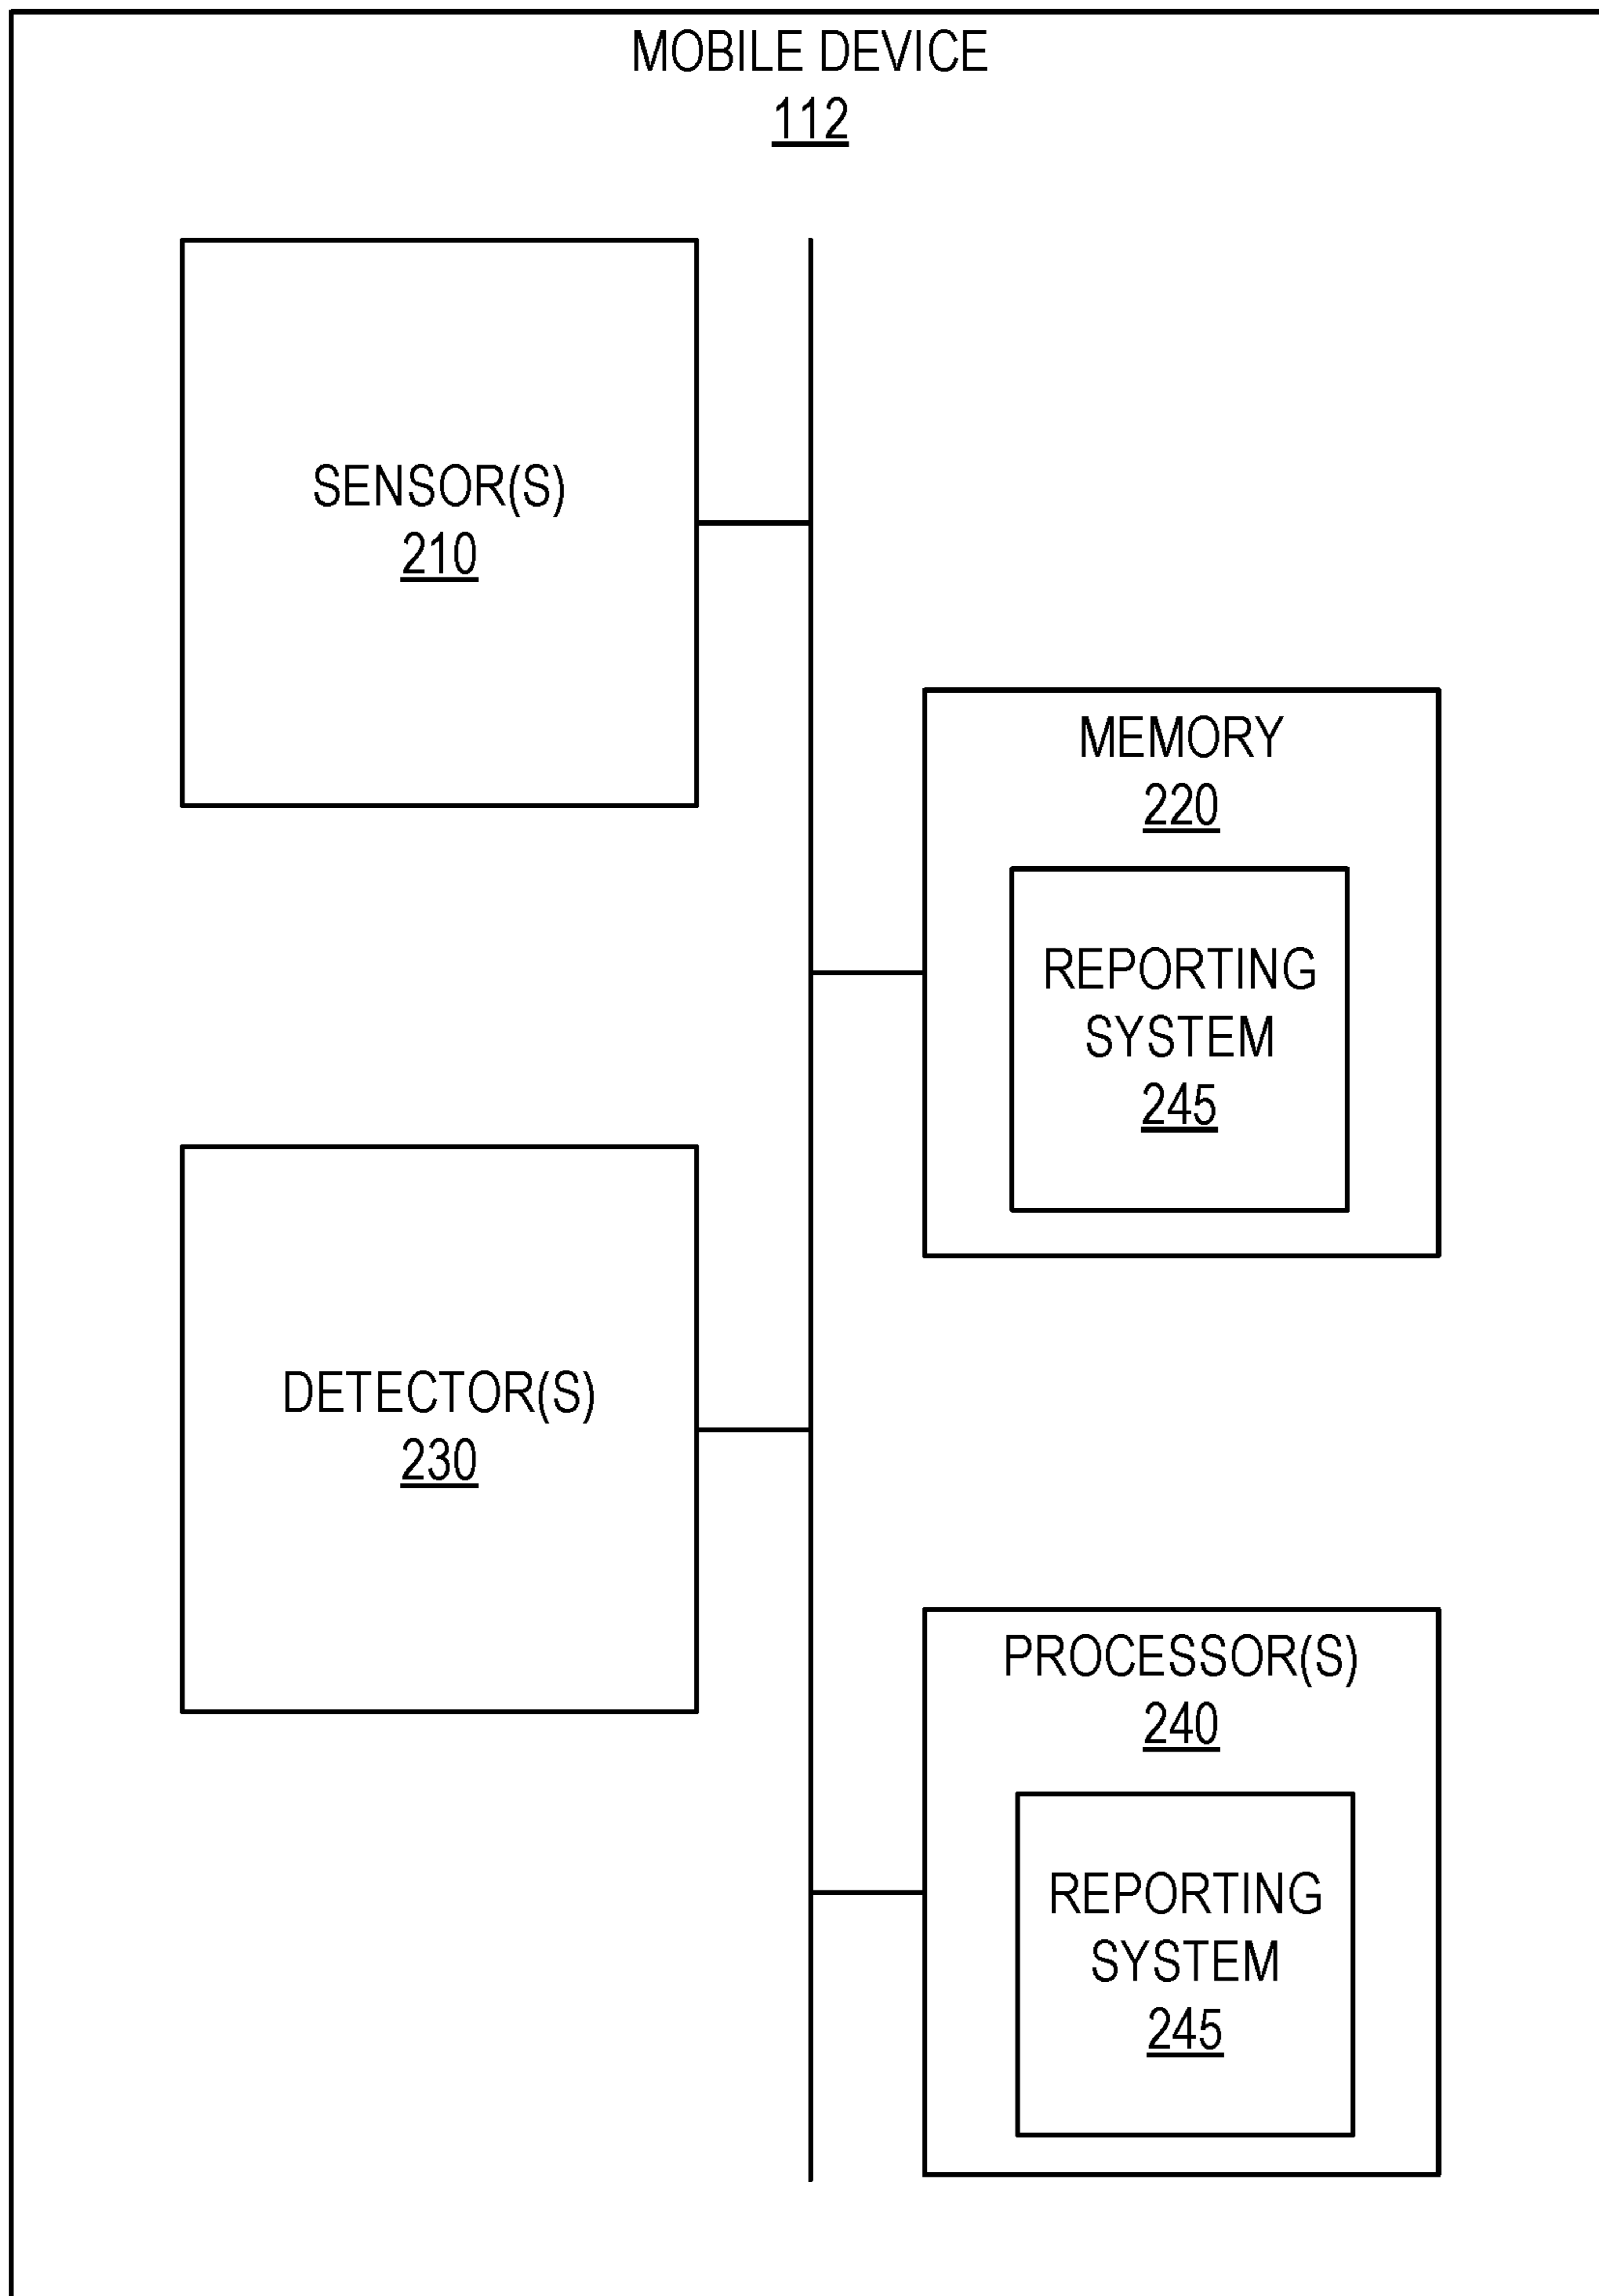 MOBILE DEVICE
112
SENSOR(S)
210
MEMORY
220
REPORTING
SYSTEM
245
DETECTOR(S)
230
PROCESSOR(S)
240
REPORTING
SYSTEM
245